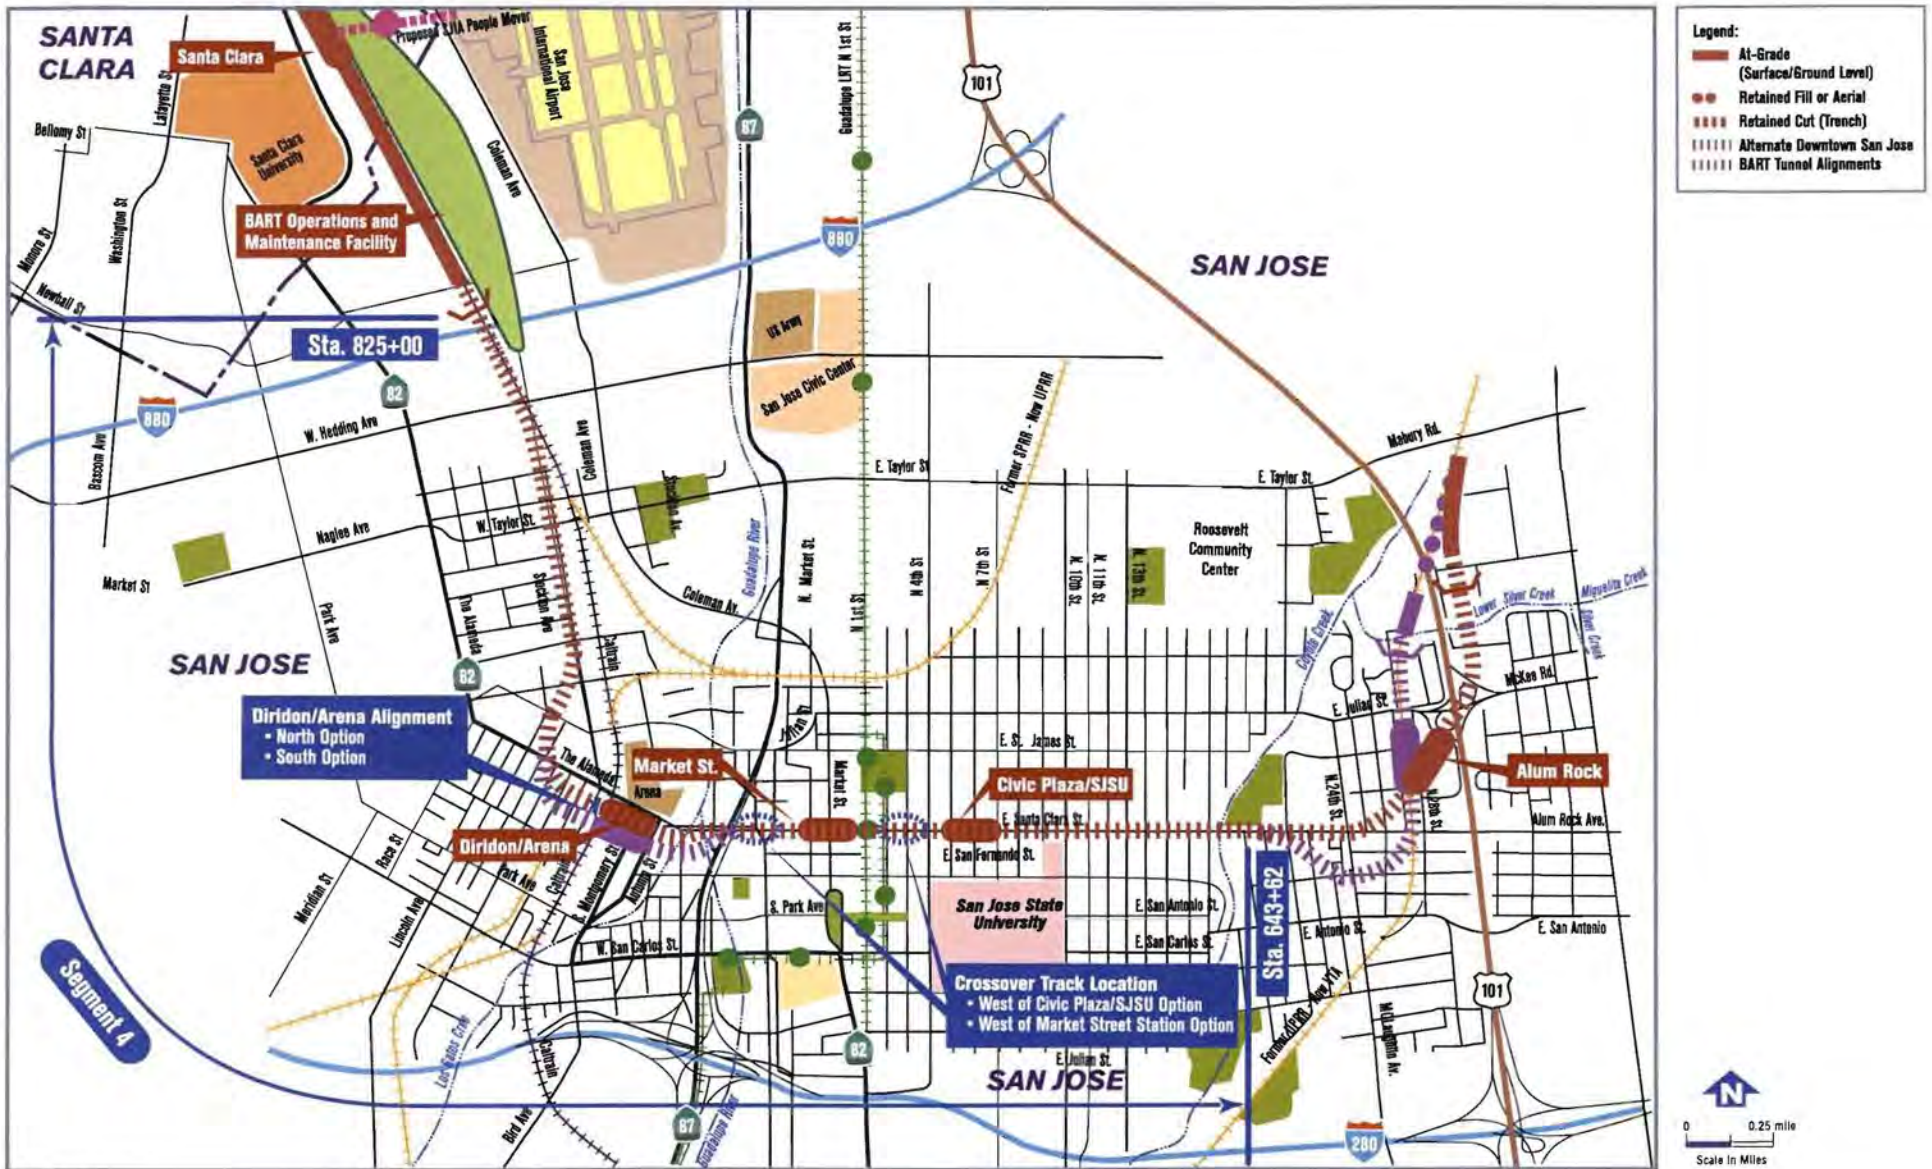 SANTA
CLARA
Santa Clara
Proposed SJIA People Mover
San Jose
International Airport
Guadalupe LRT N 1st St
101
87
Lafayette St
Bellomy St
Santa Clara
University
Coleman Ave
BART Operations and
Maintenance Facility
Washington St
Monroe St
Newhall St
880
SAN JOSE
US Army
San Jose Civic Center
Sta. 825+00
82
880
W. Hedding Ave
Bascom Ave
Coleman Ave
Former SPRR - Now UPRR
Mabury Rd.
E. Taylor St
E. Taylor St.
Stockton Av.
W. Taylor St.
Naglee Ave
Market St
Park Ave
The Alameda
Stockton Ave
Caltrain
Coleman Av.
Guadalupe River
N. Market St.
N 1st St
N 4th St
N 7th St
N. 10th St.
N. 11th St.
N. 13th St.
Roosevelt
Community
Center
Coyote Creek
Lower Silver Creek
Miguelita Creek
Silver Creek
McKee Rd.
SAN JOSE
82
Diridon/Arena Alignment
• North Option
• South Option
Julian St.
E. Julian St.
E. St. James St.
The Alameda
Arena
Market St.
Market St
Civic Plaza/SJSU
Alum Rock
E. Santa Clara St.
N.24th St.
N.28th St.
Alum Rock Ave.
Diridon/Arena
E. San Fernando St.
Race St
Park Ave
Caltrain
S. Montgomery St
Autumn St
Meridian St
Lincoln Ave
S. Park Ave
San Jose State
University
E. San Antonio St.
E. San Carlos St.
E. Antonio St.
E. San Antonio
W. San Carlos St.
Sta. 643+62
Crossover Track Location
• West of Civic Plaza/SJSU Option
• West of Market Street Station Option
Segment 4
Former UPRR - Now VTA
McLaughlin Av.
101
Los Gatos Cree
Caltrain
82
E. Julian St.
SAN JOSE
Bird Ave
87
Guadalupe River
280
Legend:
At-Grade
(Surface/Ground Level)
Retained Fill or Aerial
Retained Cut (Trench)
Alternate Downtown San Jose
BART Tunnel Alignments
N
0 0.25 mile
Scale in Miles